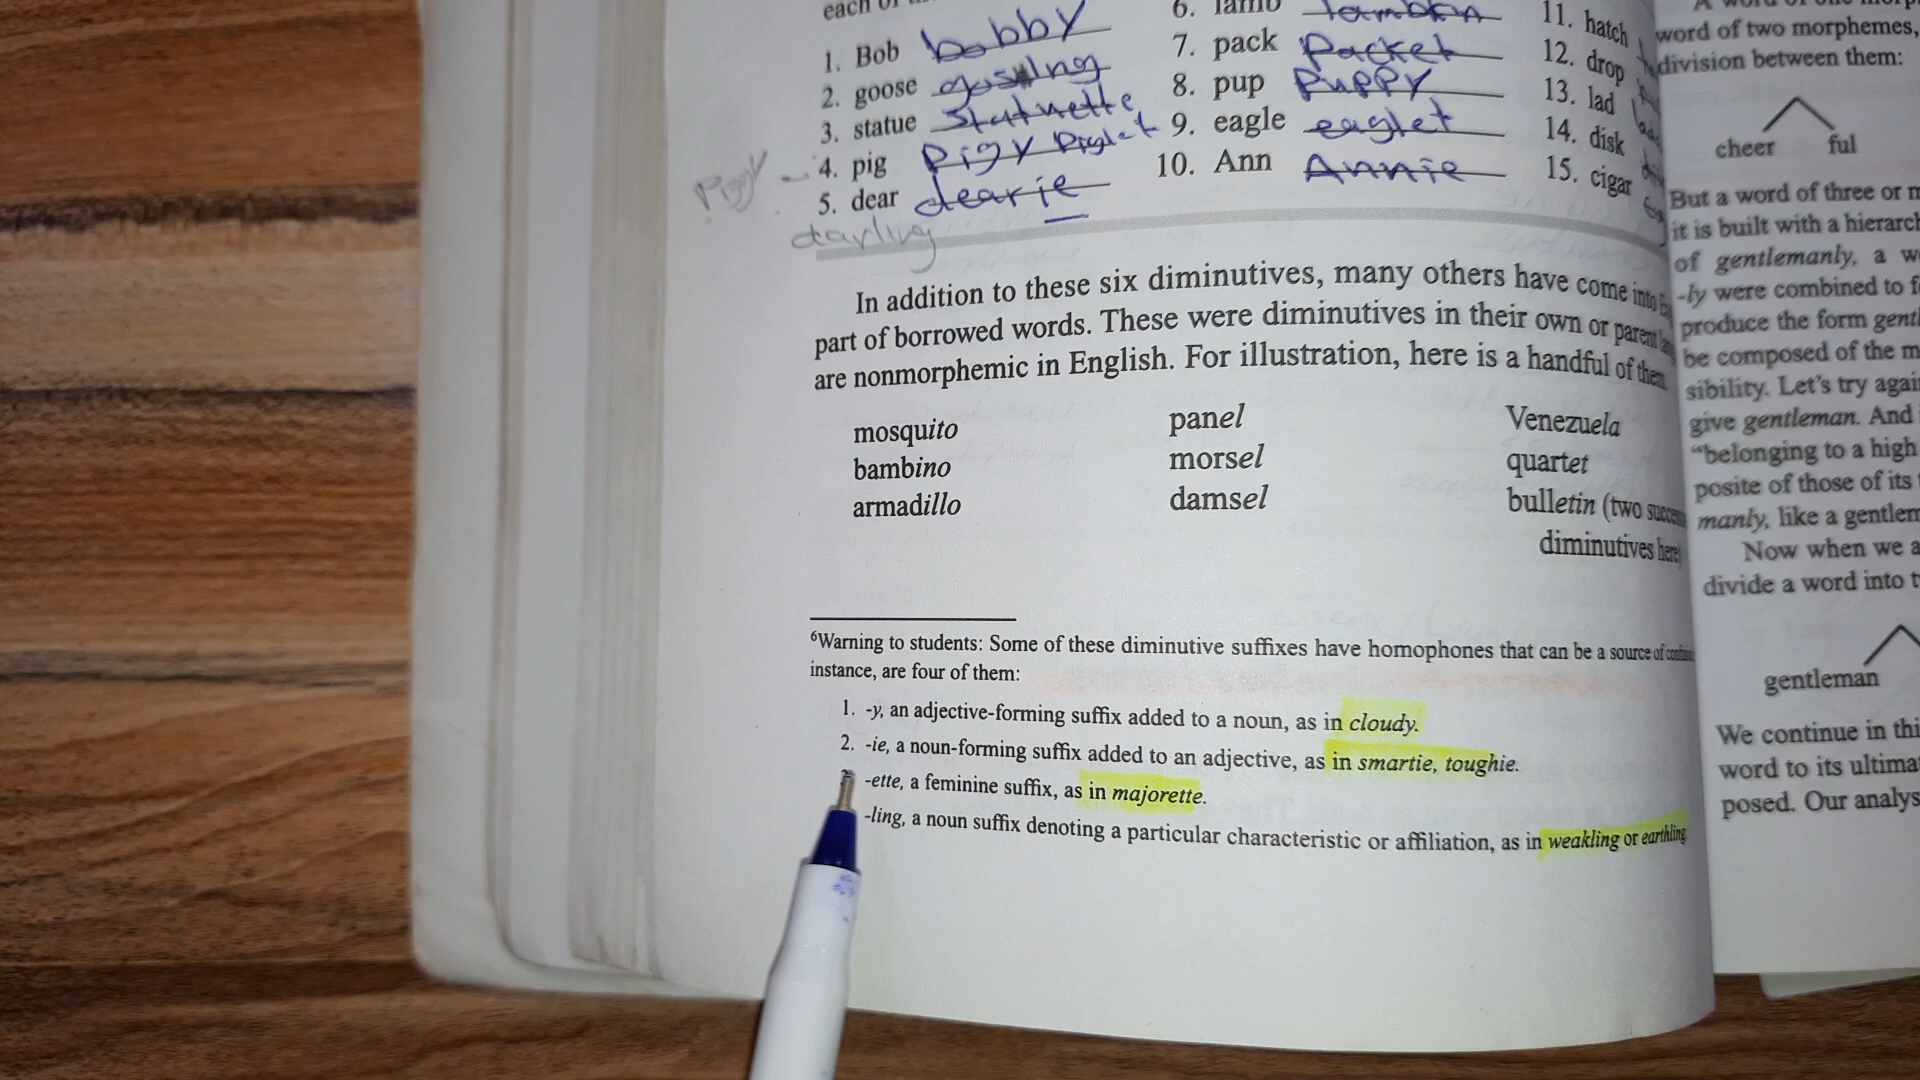 each of
1. Bob bobby
2. goose gosling
3. statue Statuette
4. pig Pigy Piglet
Piggy
5. dear dearie
darling
6. lamb lambkin
7. pack Packet
8. pup Puppy
9. eagle eaglet
10. Ann Annie
11. hatch
12. drop
13. lad
14. disk
15. cigar
In addition to these six diminutives, many others have come into
part of borrowed words. These were diminutives in their own or parent
are nonmorphemic in English. For illustration, here is a handful of them
mosquito panel Venezuela
bambino morsel quartet
armadillo damsel bulletin (two
diminutives here)
6Warning to students: Some of these diminutive suffixes have homophones that can be a source of
instance, are four of them:
1. -y, an adjective-forming suffix added to a noun, as in cloudy.
2. -ie, a noun-forming suffix added to an adjective, as in smartie, toughie.
-ette, a feminine suffix, as in majorette.
-ling, a noun suffix denoting a particular characteristic or affiliation, as in weakling or earthling
word of two morphemes,
division between them:
cheer ful
But a word of three or
it is built with a
of gentlemanly, a
-ly were combined to
produce the form
be composed of the
sibility. Let's try
give gentleman. And
"belonging to a high
posite of those of its
manly, like a
Now when we
divide a word into
gentleman
We continue in
word to its
posed. Our